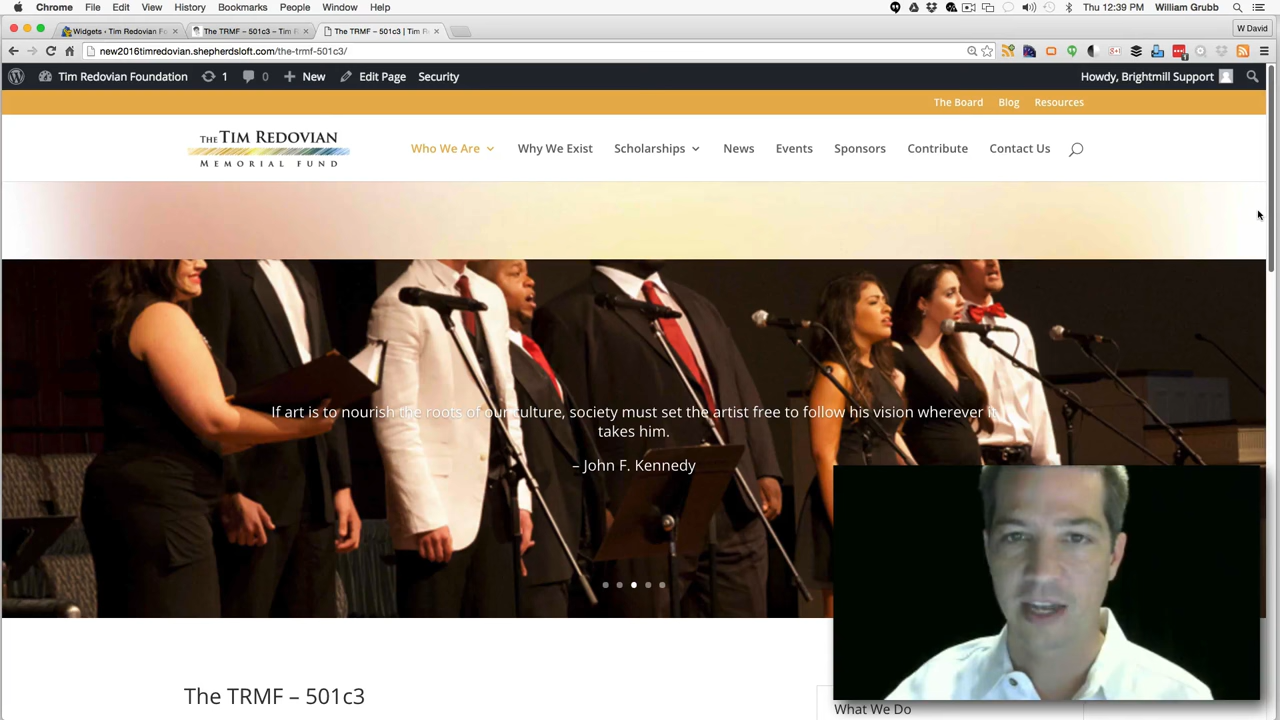 Chrome File Edit View History Bookmarks People Window Help Thu 12:39 PM William Grubb
Widgets ‹ Tim Redovian Fo
The TRMF – 501c3 – Tim F
The TRMF – 501c3 | Tim Re
W David
new2016timredovian.shepherdsloft.com/the-trmf-501c3/
Tim Redovian Foundation 1 0 New Edit Page Security Howdy, Brightmill Support
The Board Blog Resources
THE TIM REDOVIAN
MEMORIAL FUND
Who We Are Why We Exist Scholarships News Events Sponsors Contribute Contact Us
If art is to nourish the roots of our culture, society must set the artist free to follow his vision wherever it
takes him.
– John F. Kennedy
The TRMF – 501c3
What We Do